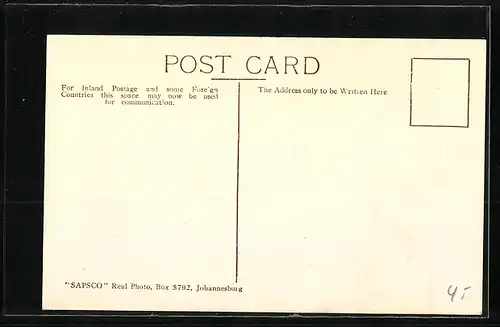 POST CARD
For Inland Postage and some Foreign
Countries this space may now be used
for communication.
The Address only to be Written Here
"SAPSCO" Real Photo, Box 5792, Johannesburg
4,-